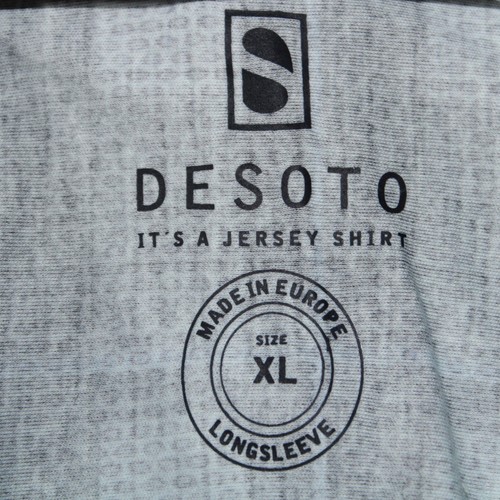 S
DESOTO
IT'S A JERSEY SHIRT
MADE IN EUROPE
SIZE
XL
LONGSLEEVE